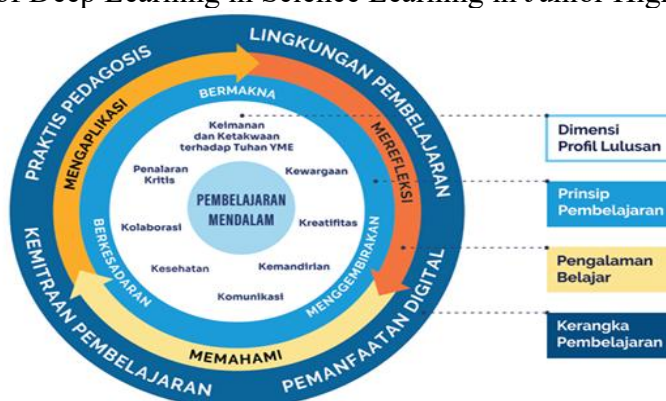 of Deep Learning in Science Learning in Junior Hig
PRAKTIS PEDAGOGIS
LINGKUNGAN PEMBELAJARAN
MENGAPLIKASI
BERMAKNA
MEREFLEKSI
Keimanan
dan Ketakwaan
terhadap Tuhan YME
Penalaran
Kritis
Kewargaan
PEMBELAJARAN
MENDALAM
Kolaborasi
Kreatifitas
BERKESADARAN
MENGGEMBIRAKAN
Kesehatan
Kemandirian
Komunikasi
MEMAHAMI
KEMITRAAN PEMBELAJARAN
PEMANFAATAN DIGITAL
Dimensi
Profil Lulusan
Prinsip
Pembelajaran
Pengalaman
Belajar
Kerangka
Pembelajaran